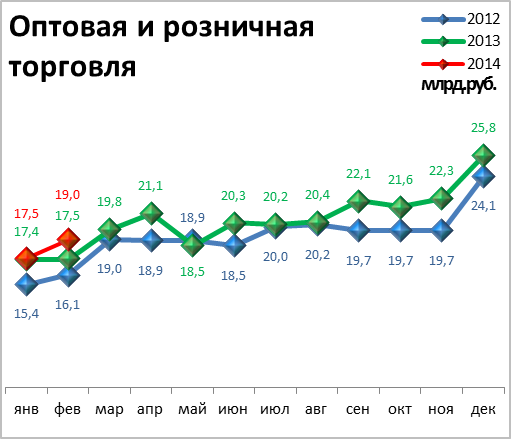 Оптовая и розничная
торговля
2012
2013
2014
млрд.руб.
25,8
22,1 21,6 22,3
21,1
19,8 20,3 20,2 20,4
19,0
17,5 17,5 18,9
17,4
24,1
19,0 18,9 18,5 18,5 20,0 20,2 19,7 19,7 19,7
15,4 16,1
янв фев мар апр май июн июл авг сен окт ноя дек